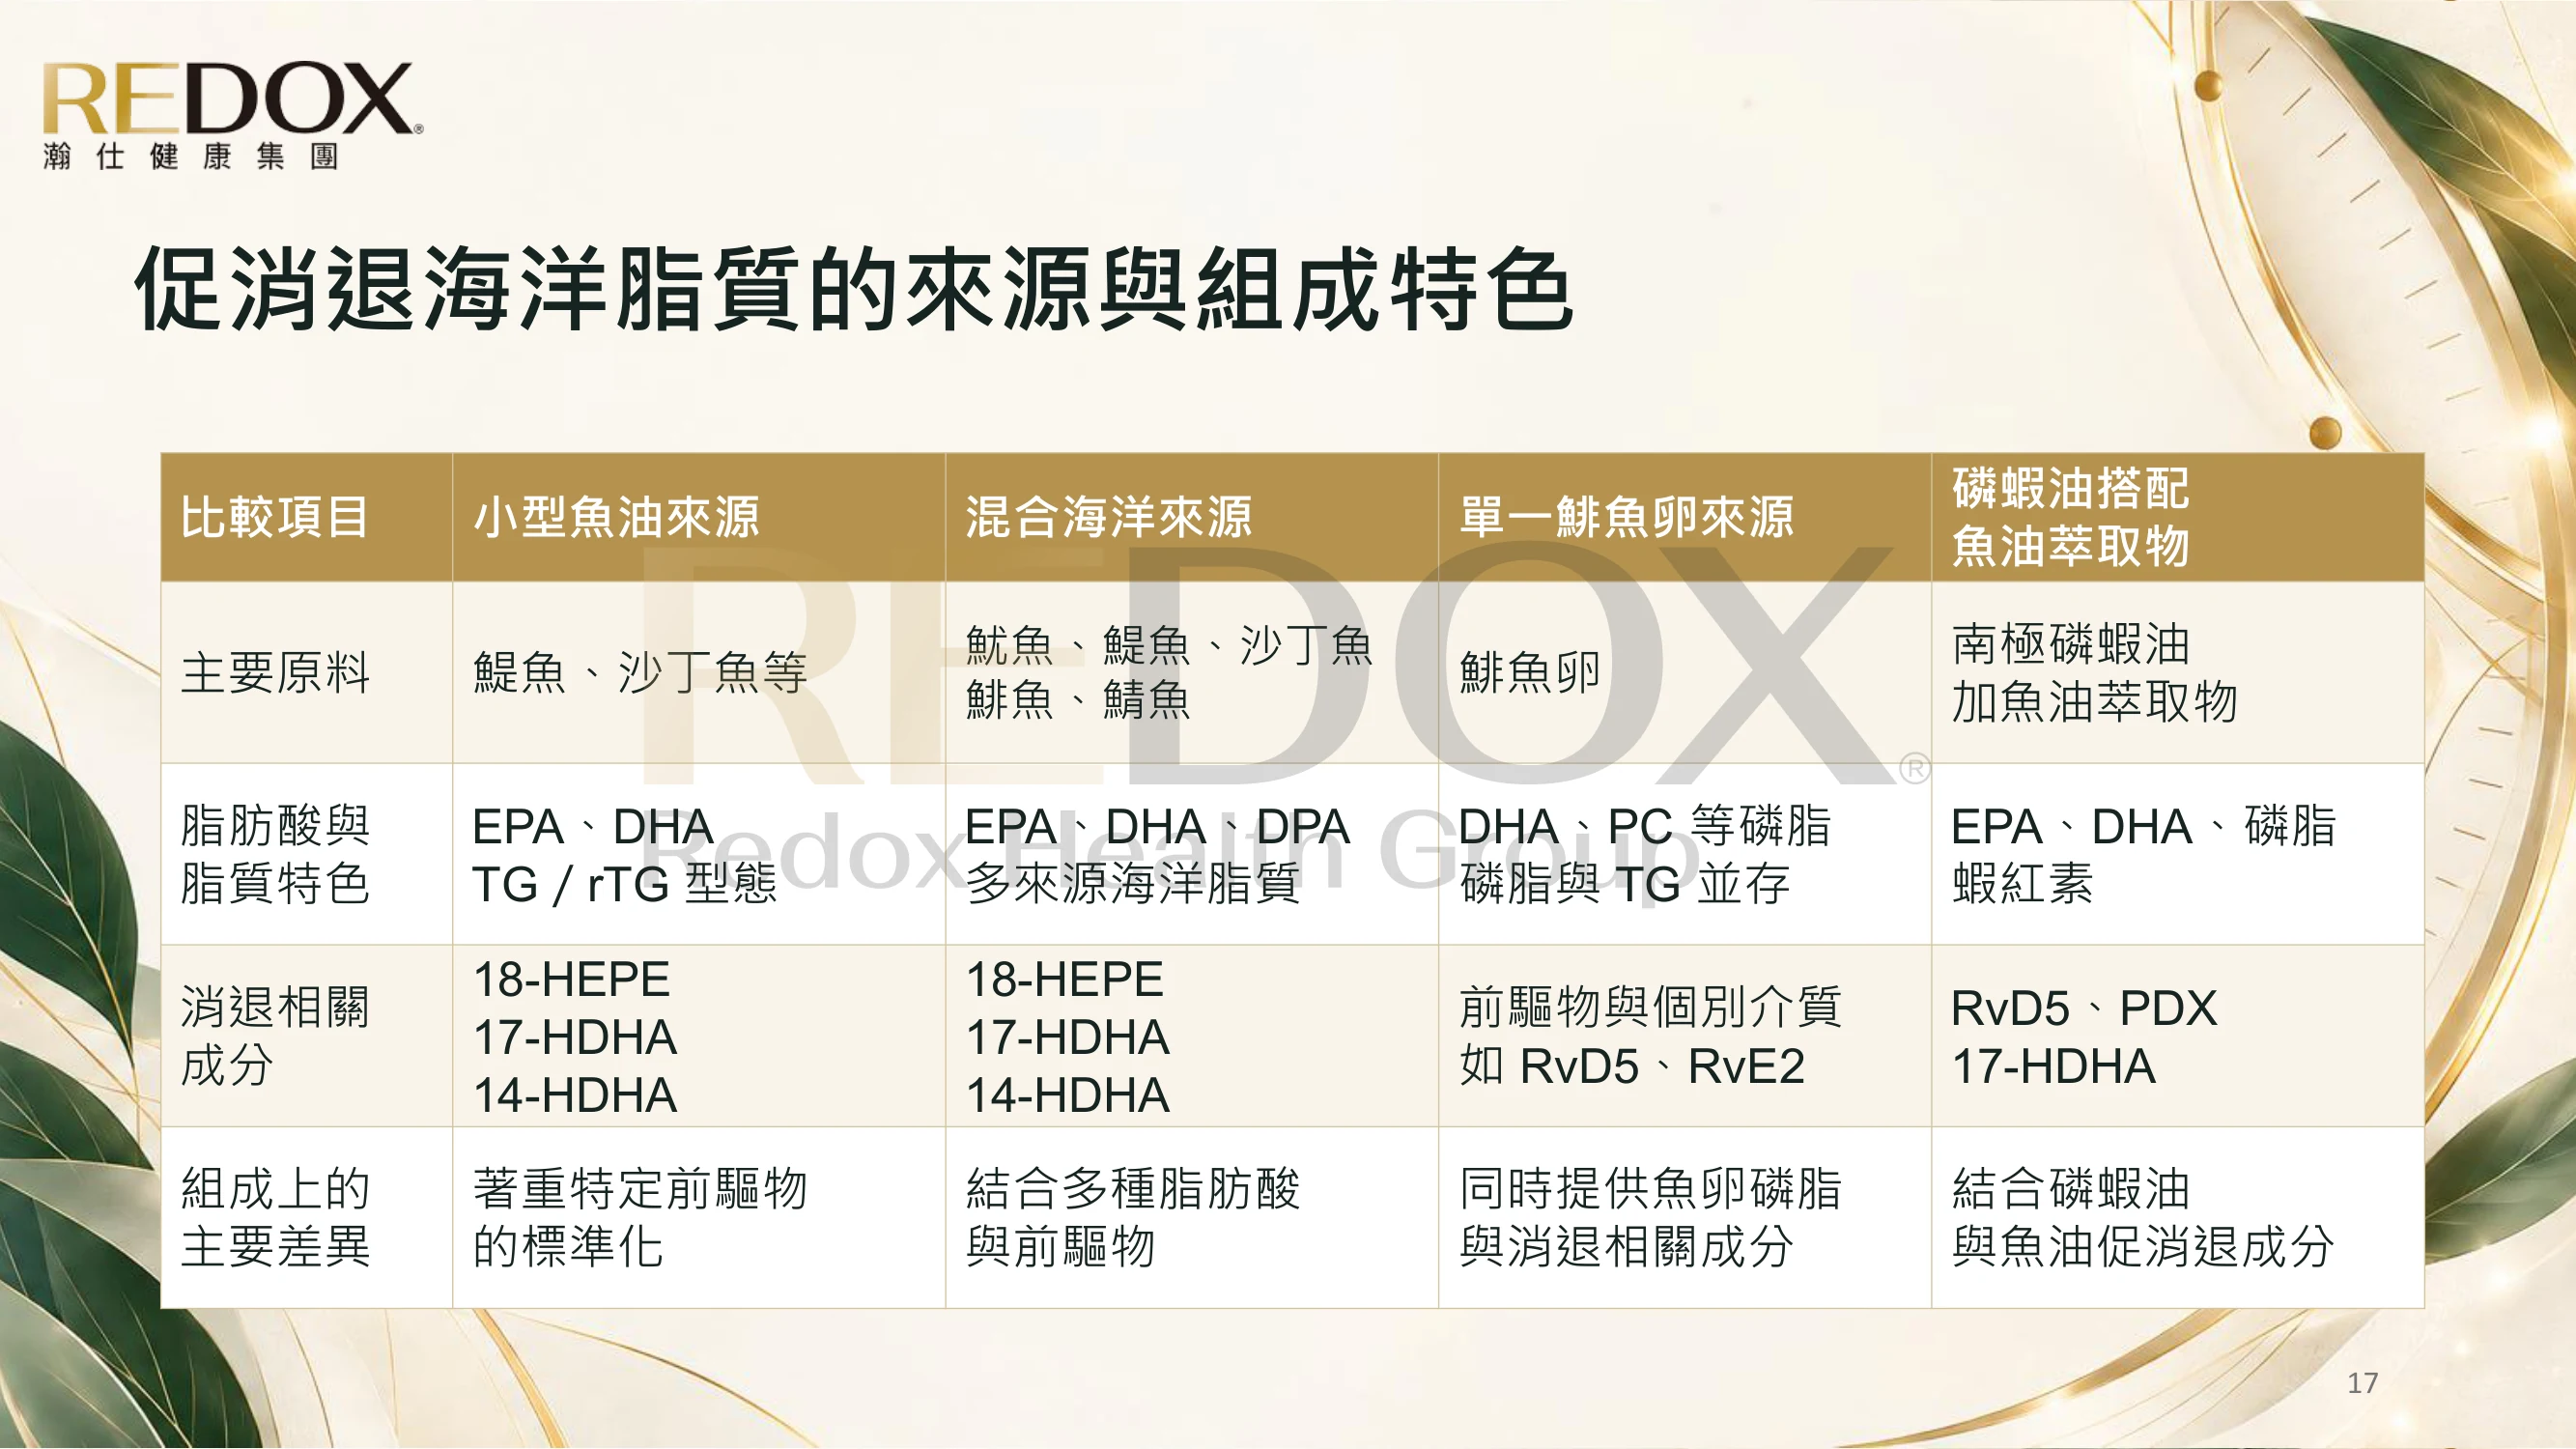 REDOX®
瀚仕健康集團
促消退海洋脂質的來源與組成特色
比較項目
小型魚油來源
混合海洋來源
單一鯡魚卵來源
磷蝦油搭配
魚油萃取物
主要原料
鯷魚、沙丁魚等
魷魚、鯷魚、沙丁魚
鯡魚、鯖魚
鯡魚卵
南極磷蝦油
加魚油萃取物
脂肪酸與
脂質特色
EPA、DHA
TG / rTG 型態
EPA、DHA、DPA
多來源海洋脂質
DHA、PC 等磷脂
磷脂與 TG 並存
EPA、DHA、磷脂
蝦紅素
消退相關
成分
18-HEPE
17-HDHA
14-HDHA
18-HEPE
17-HDHA
14-HDHA
前驅物與個別介質
如 RvD5、RvE2
RvD5、PDX
17-HDHA
組成上的
主要差異
著重特定前驅物
的標準化
結合多種脂肪酸
與前驅物
同時提供魚卵磷脂
與消退相關成分
結合磷蝦油
與魚油促消退成分
REDOX®
Redox Health Group
17